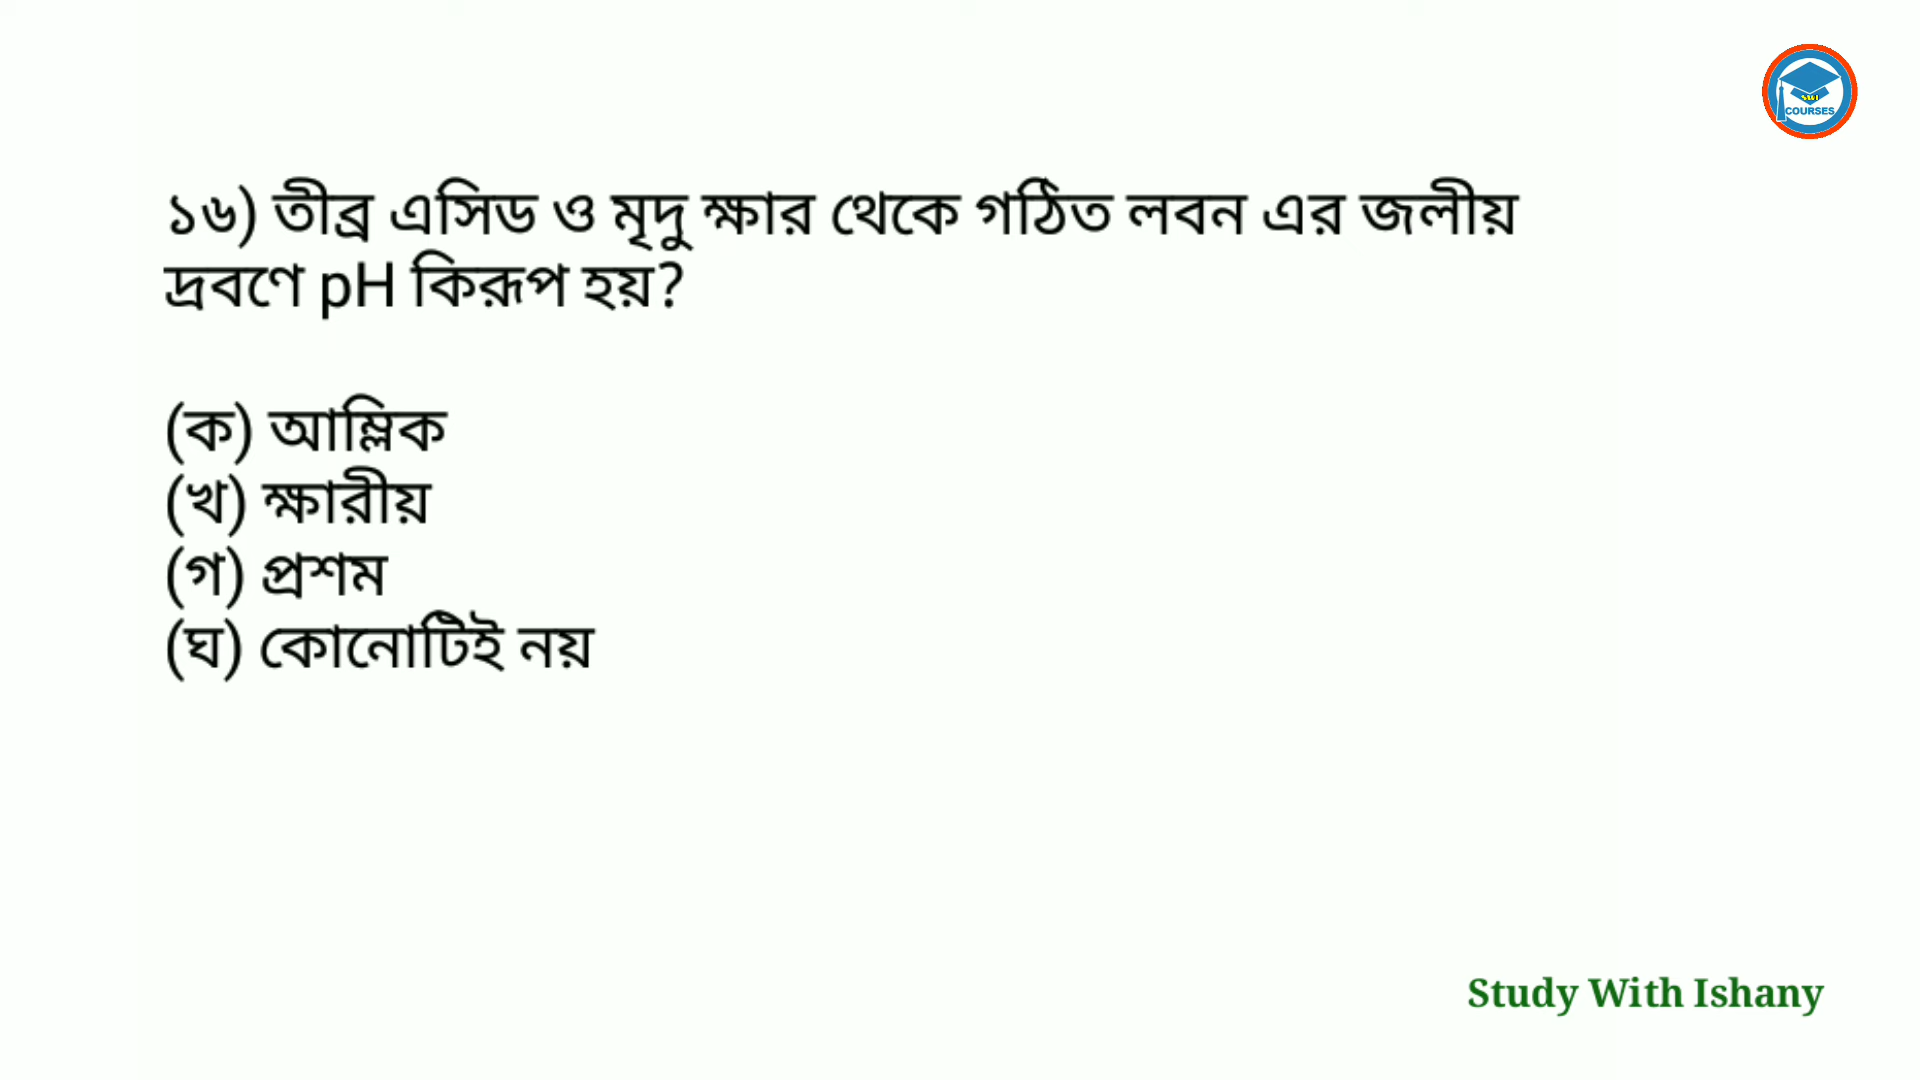 ১৬) তীব্র এসিড ও মৃদু ক্ষার থেকে গঠিত লবন এর জলীয়
দ্রবণে pH কিরূপ হয়?
(ক) আম্লিক
(খ) ক্ষারীয়
(গ) প্রশম
(ঘ) কোনোটিই নয়
COURSES
Study With Ishany